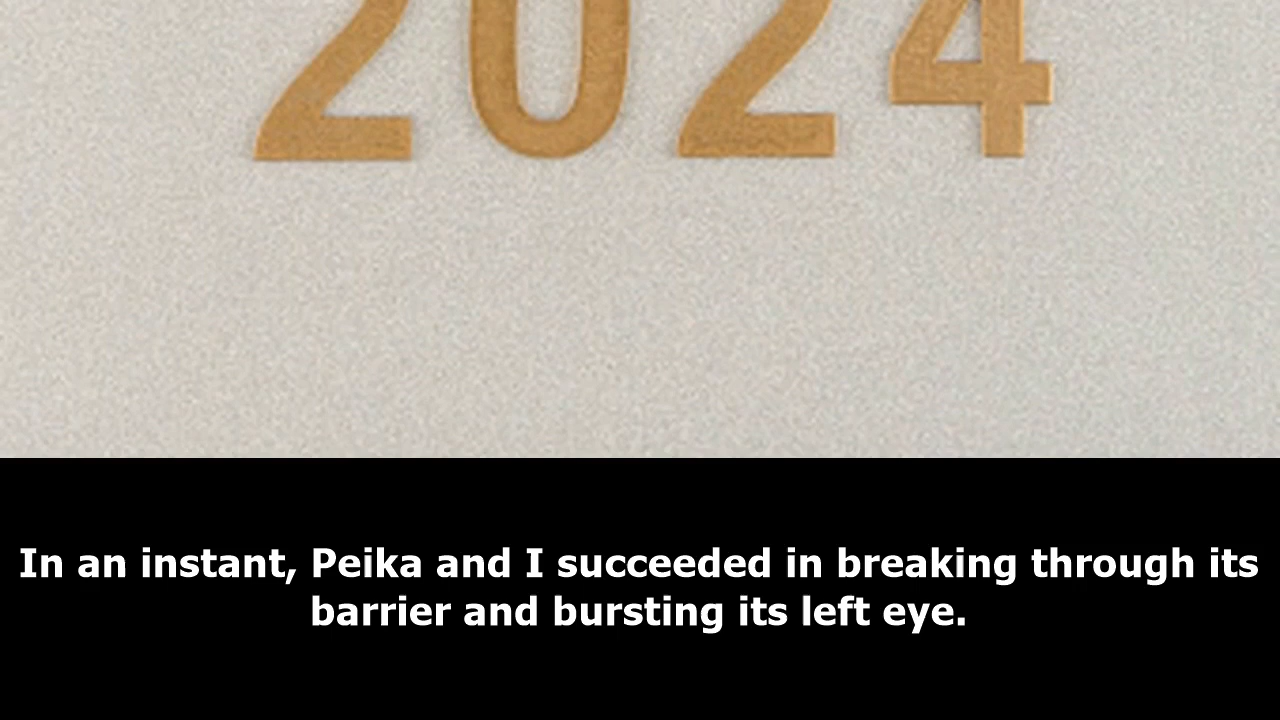 2024
In an instant, Peika and I succeeded in breaking through its
barrier and bursting its left eye.